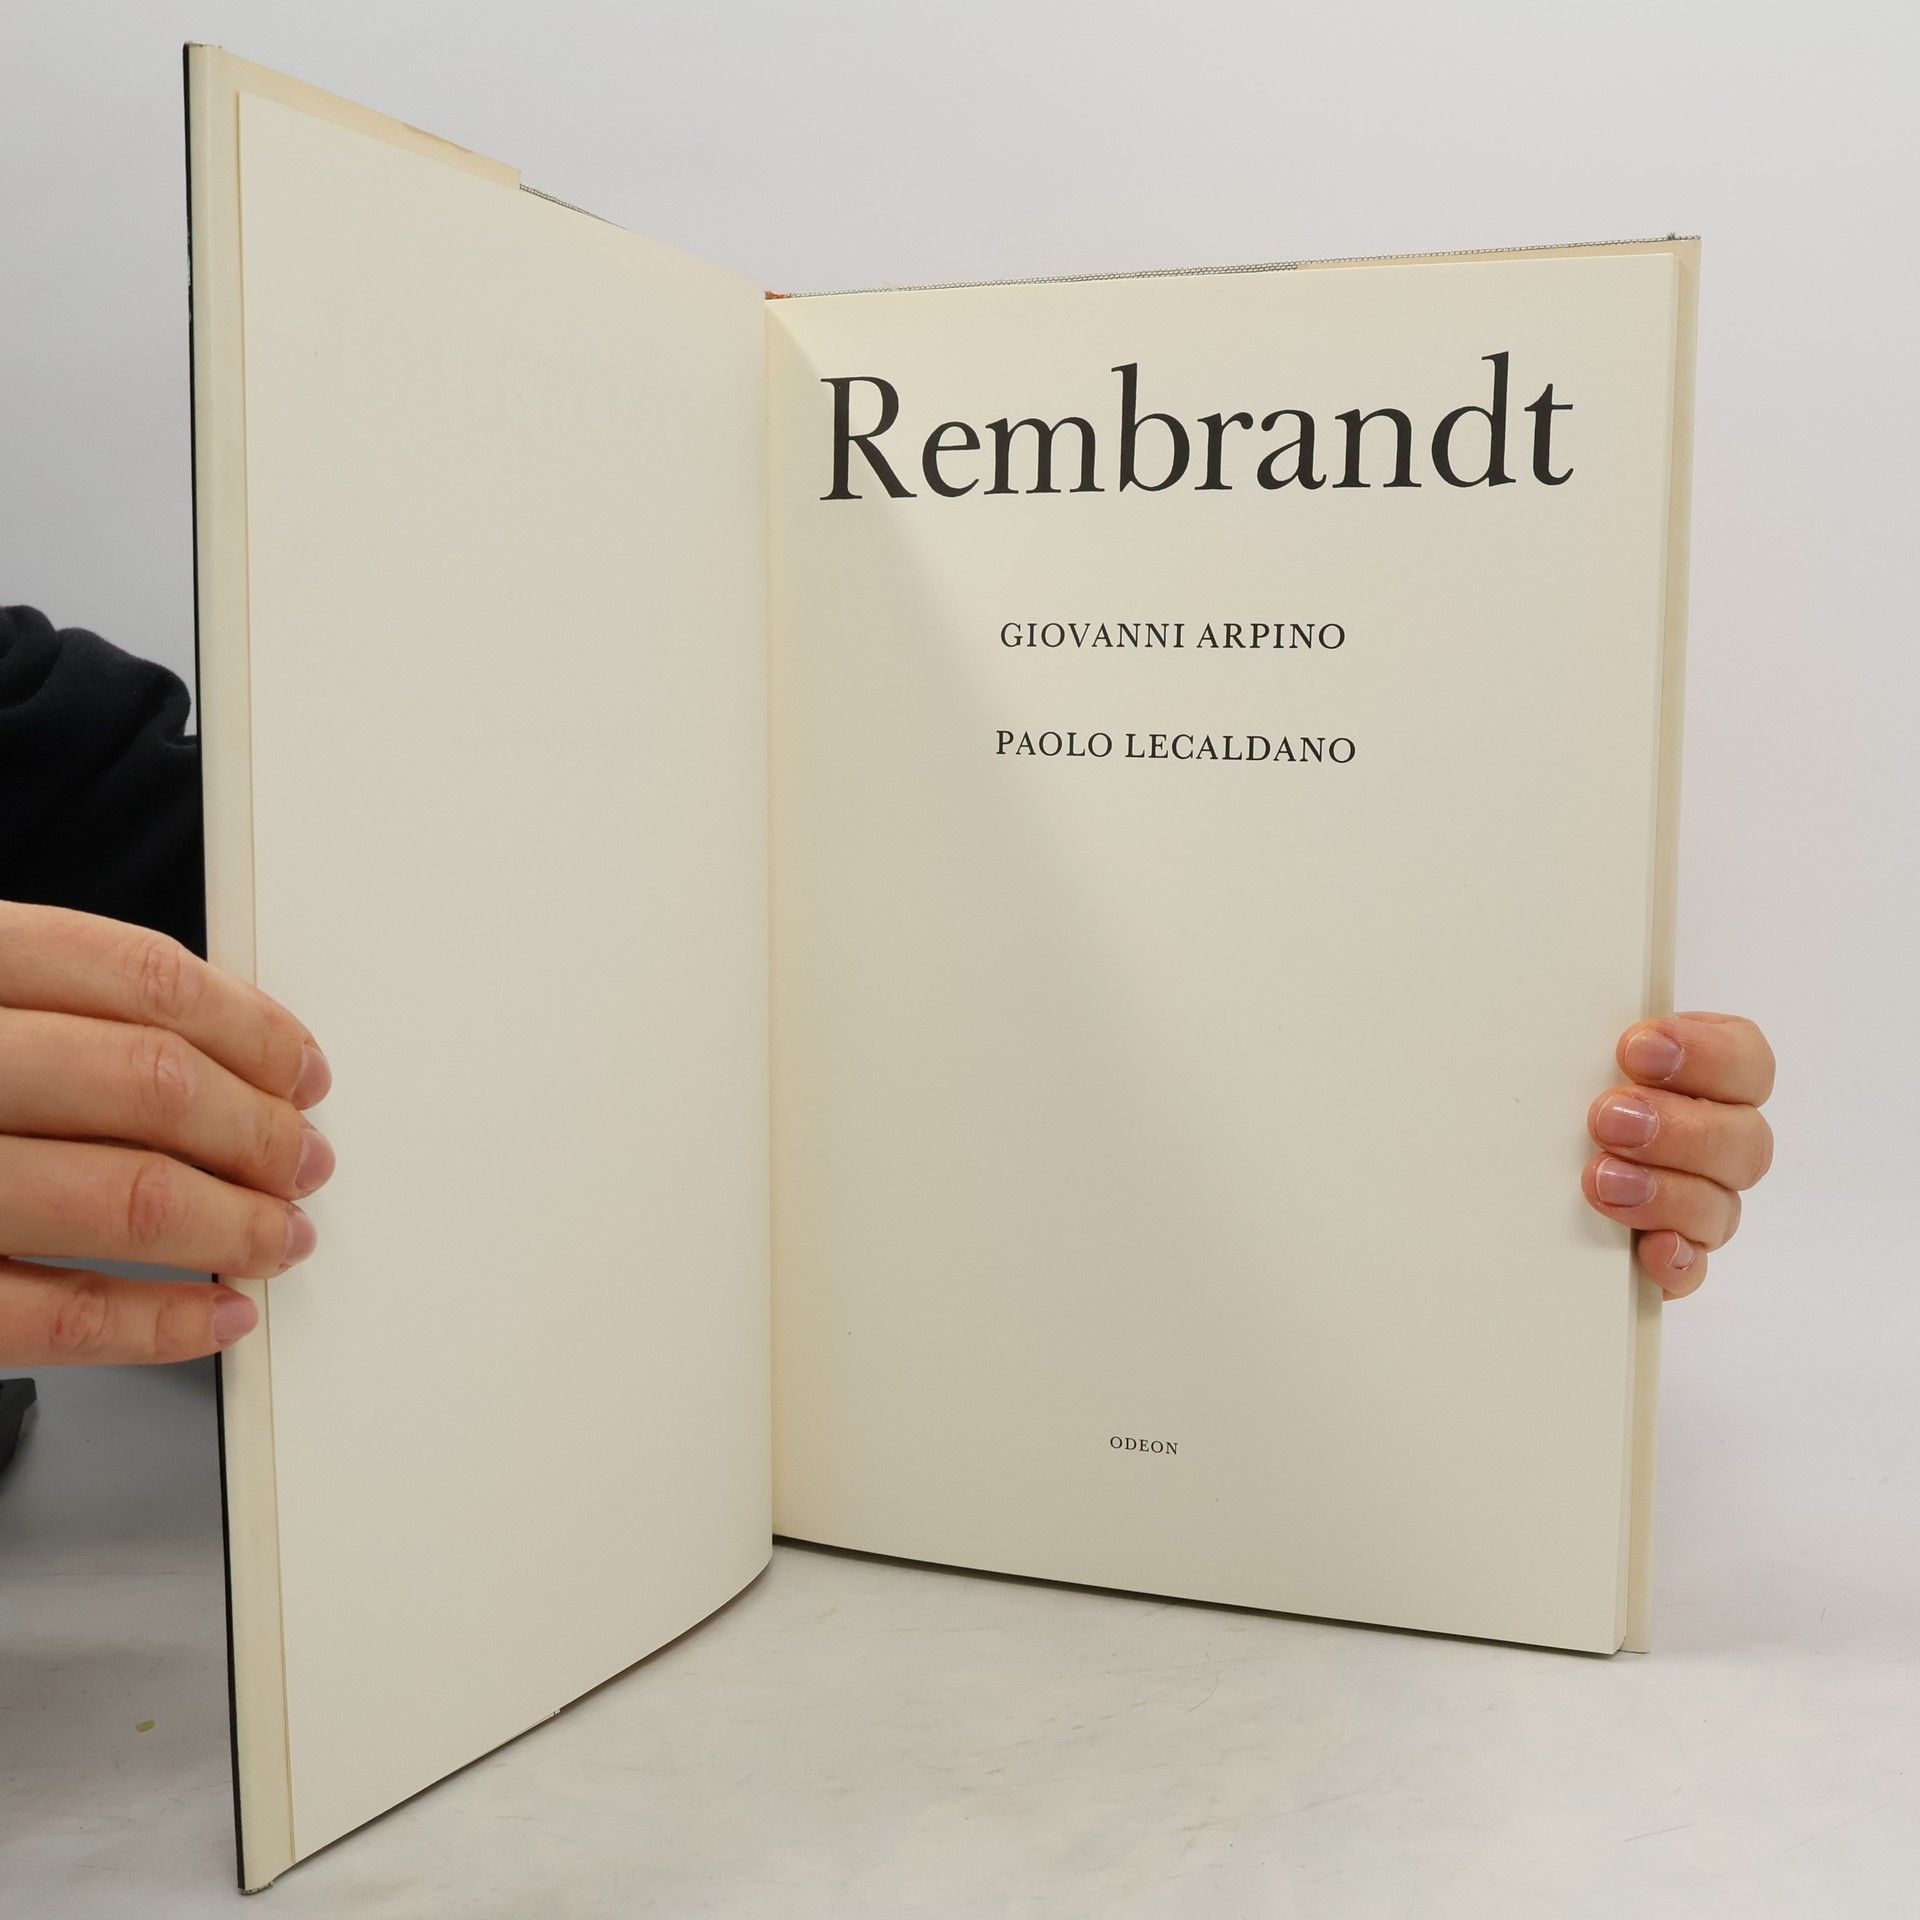 Rembrandt
GIOVANNI ARPINO
PAOLO LECALDANO
ODEON